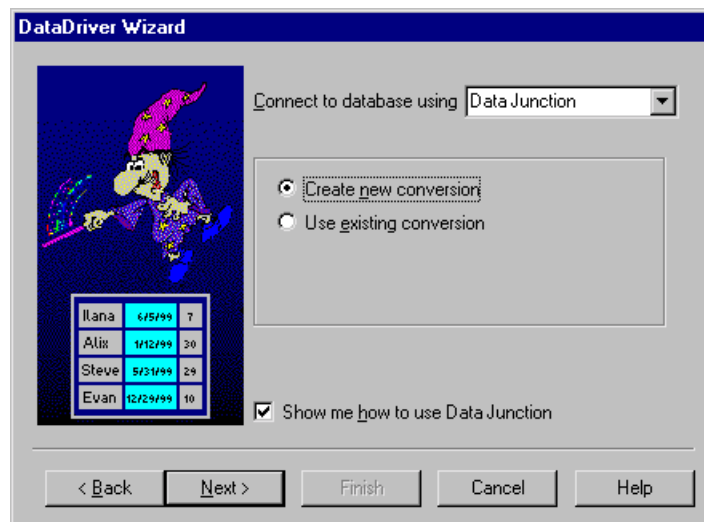 DataDriver Wizard
Connect to database using Data Junction
Create new conversion
Use existing conversion
Ilana 6/5/99 7
Alix 1/12/99 30
Steve 5/31/99 29
Evan 12/29/99 10
Show me how to use Data Junction
< Back Next > Finish Cancel Help